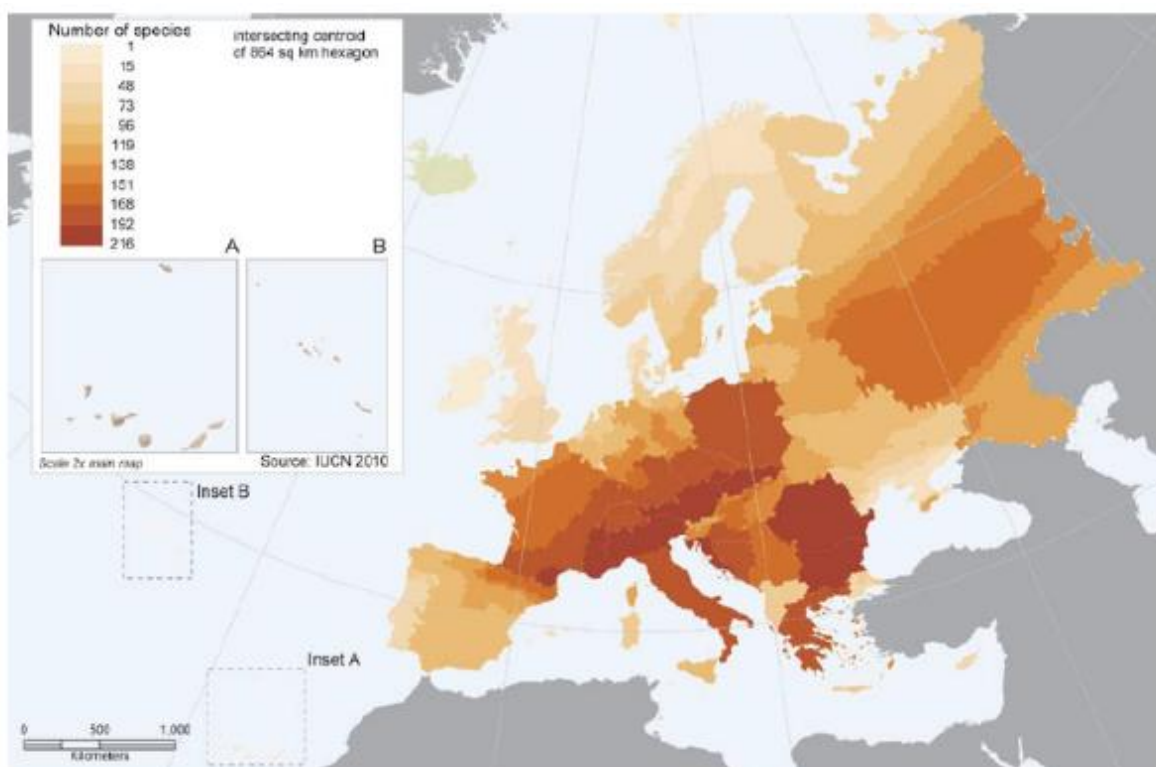 Number of species
1
15
48
73
96
119
138
151
168
192
216
intersecting centroid
of 864 sq km hexagon
A
B
Scale 2x main map
Source: IUCN 2010
Inset B
Inset A
0 500 1,000
Kilometers